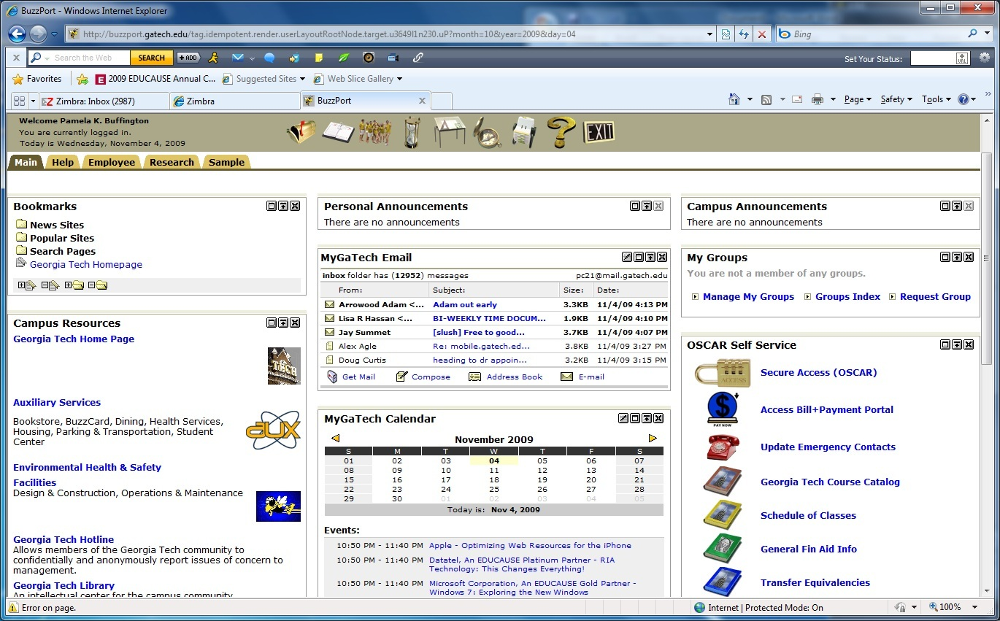 BuzzPort - Windows Internet Explorer
http://buzzport.gatech.edu/tag.idempotent.render.userLayoutRootNode.target.u3649l1n230.uP?month=10&year=2009&day=04
Bing
Search the Web
SEARCH
+ ADD
Set Your Status:
URL
Favorites
2009 EDUCAUSE Annual C...
Suggested Sites
Web Slice Gallery
Zimbra: Inbox (2987)
Zimbra
BuzzPort
Page
Safety
Tools
Welcome Pamela K. Buffington
You are currently logged in.
Today is Wednesday, November 4, 2009
EXIT
Main
Help
Employee
Research
Sample
Bookmarks
News Sites
Popular Sites
Search Pages
Georgia Tech Homepage
Campus Resources
Georgia Tech Home Page
TECH
Auxiliary Services
Bookstore, BuzzCard, Dining, Health Services,
Housing, Parking & Transportation, Student
Center
aux
Environmental Health & Safety
Facilities
Design & Construction, Operations & Maintenance
Georgia Tech Hotline
Allows members of the Georgia Tech community to
confidentially and anonymously report issues of concern to
management.
Georgia Tech Library
An intellectual center for the campus community
Personal Announcements
There are no announcements
MyGaTech Email
inbox folder has (12952) messages pc21@mail.gatech.edu
From: Subject: Size: Date:
Arrowood Adam <... Adam out early 3.3KB 11/4/09 4:13 PM
Lisa R Hassan <... BI-WEEKLY TIME DOCUM... 1.9KB 11/4/09 4:10 PM
Jay Summet [slush] Free to good... 3.7KB 11/4/09 4:07 PM
Alex Agle Re: mobile.gatech.ed... 3.8KB 11/4/09 3:27 PM
Doug Curtis heading to dr appoin... 3.2KB 11/4/09 3:15 PM
Get Mail Compose Address Book E-mail
MyGaTech Calendar
November 2009
S M T W T F S
01 02 03 04 05 06 07
08 09 10 11 12 13 14
15 16 17 18 19 20 21
22 23 24 25 26 27 28
29 30 01 02 03 04 05
Today is: Nov 4, 2009
Events:
10:50 PM - 11:40 PM Apple - Optimizing Web Resources for the iPhone
10:50 PM - 11:40 PM Datatel, An EDUCAUSE Platinum Partner - RIA
Technology: This Changes Everything!
10:50 PM - 11:40 PM Microsoft Corporation, An EDUCAUSE Gold Partner -
Windows 7: Exploring the New Windows
Campus Announcements
There are no announcements
My Groups
You are not a member of any groups.
Manage My Groups Groups Index Request Group
OSCAR Self Service
ACCESS
Secure Access (OSCAR)
$
PAY NOW
Access Bill+Payment Portal
Update Emergency Contacts
Georgia Tech Course Catalog
Schedule of Classes
General Fin Aid Info
Transfer Equivalencies
Error on page.
Internet | Protected Mode: On
100%